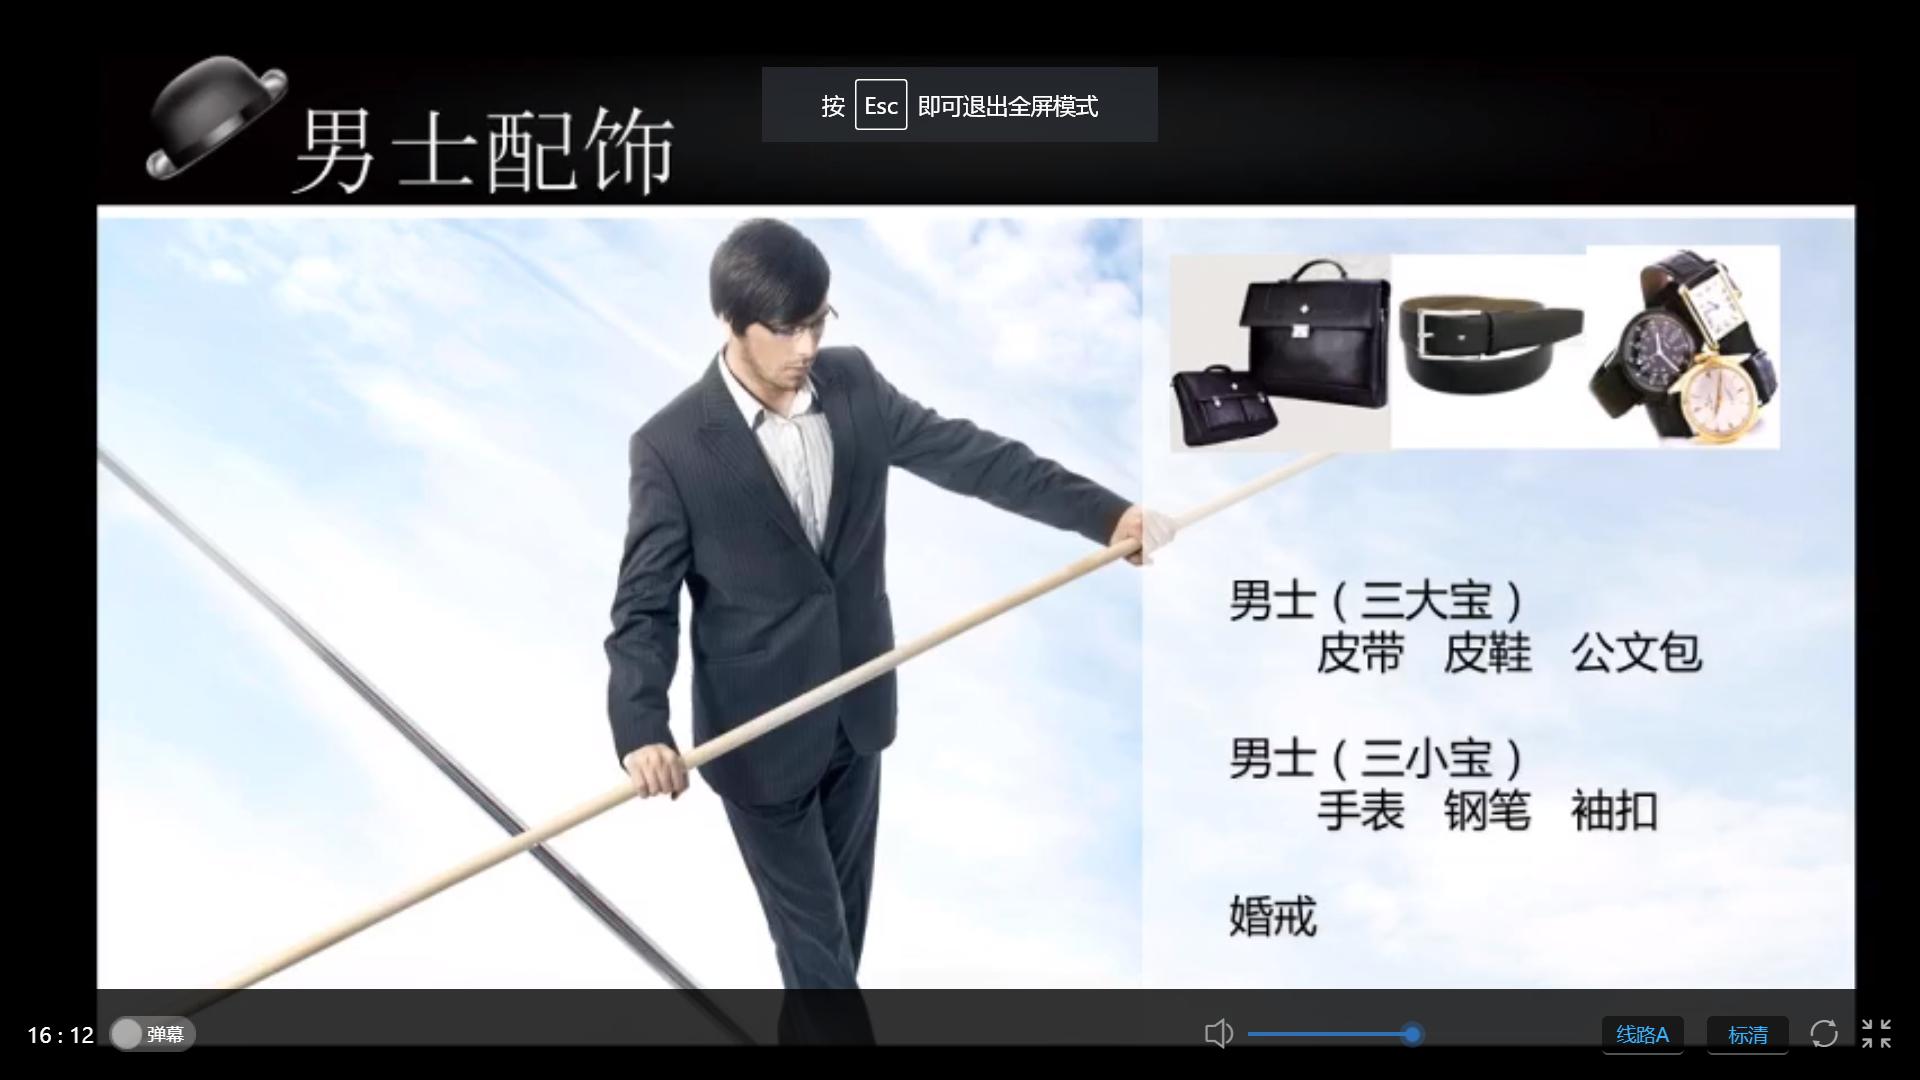 男士配饰
按 Esc 即可退出全屏模式
男士（三大宝）
皮带 皮鞋 公文包
男士（三小宝）
手表 钢笔 袖扣
婚戒
16 : 12 弹幕 线路A 标清